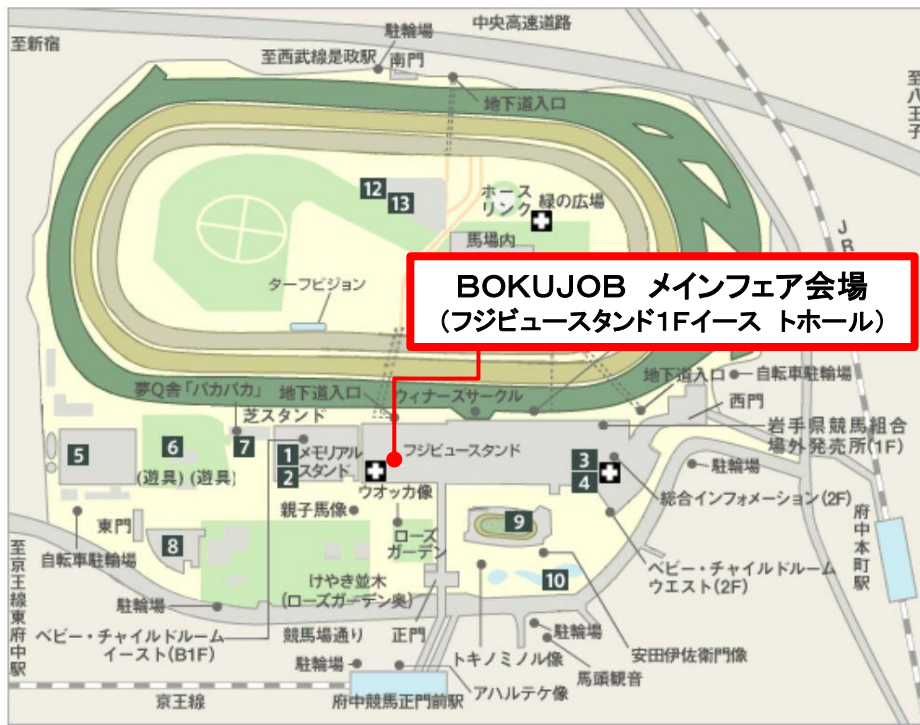 中央高速道路
駐輪場
至新宿
至西武線是政駅
南門
至八王子
地下道入口
12
13
ホース
リンク
緑の広場
馬場内
JR
BOKUJOB メインフェア会場
(フジビュースタンド1Fイース トホール)
ターフビジョン
夢Q舎「バカバカ」
地下道入口
ウィナーズサークル
地下道入口
自転車駐輪場
芝スタンド
西門
岩手県競馬組合
場外発売所(1F)
5
6
(遊具)(遊具)
7
1
2
メモリアル
スタンド
フジビュースタンド
3
4
駐輪場
総合インフォメーション(2F)
ウオッカ像
親子馬像
9
府中本町駅
東門
8
ローズ
ガーデン
自転車駐輪場
ベビー・チャイルドルーム
ウエスト(2F)
至京王線東府中駅
けやき並木
(ローズガーデン奥)
10
駐輪場
ベビー・チャイルドルーム
イースト(B1F)
競馬場通り
正門
トキノミノル像
駐輪場
馬頭観音
安田伊佐衛門像
駐輪場
アハルテケ像
京王線
府中競馬正門前駅